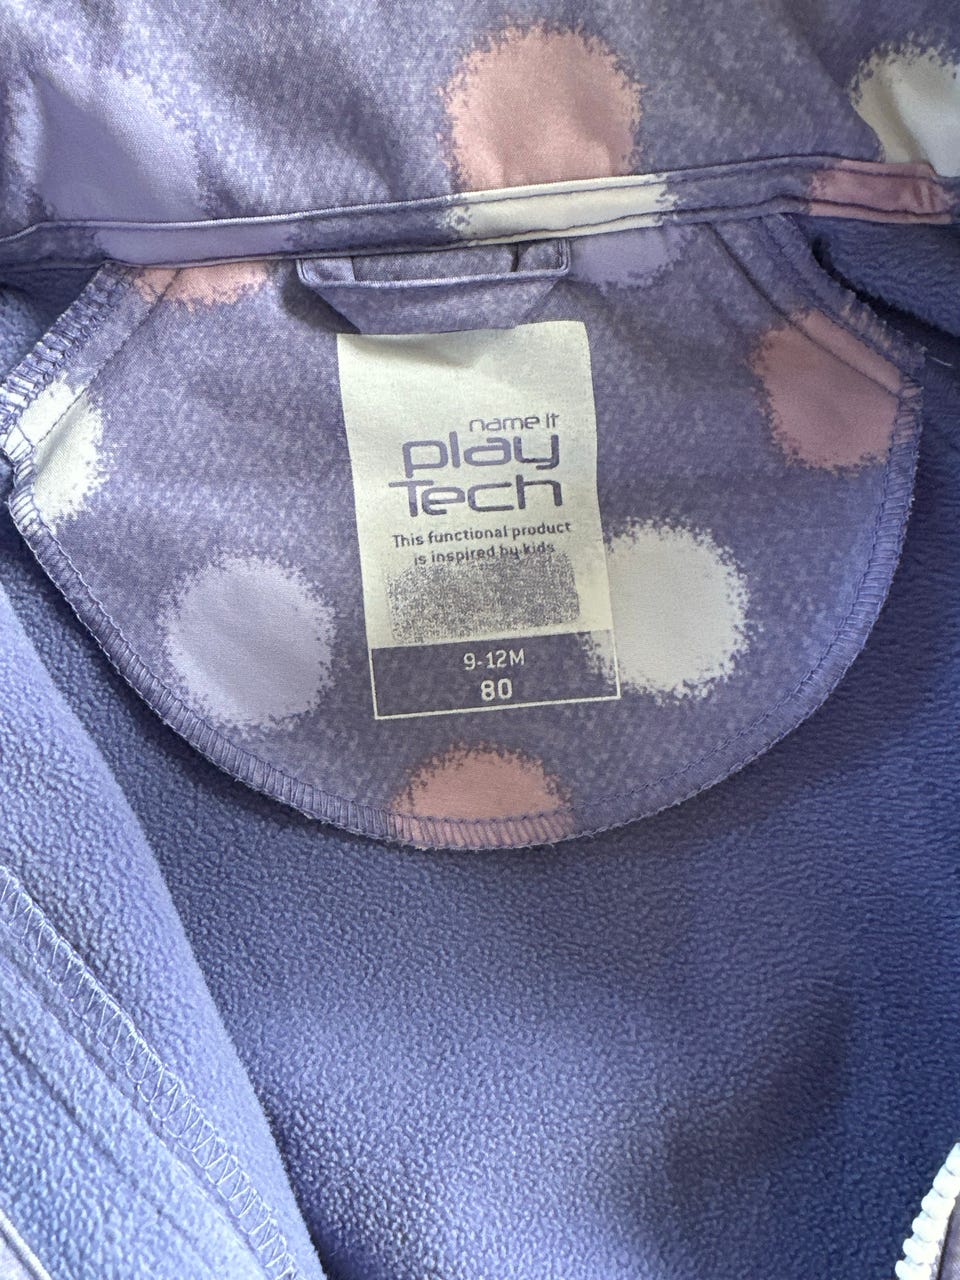 name it
play
Tech
This functional product
is inspired by kids
9-12M
80